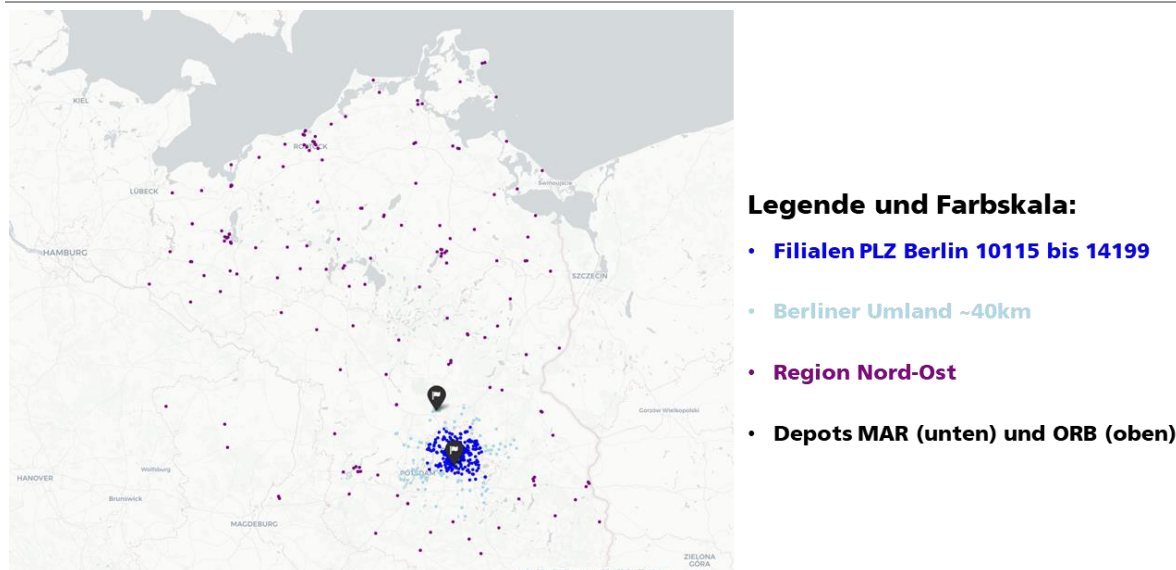 KIEL
ROSTOCK
LÜBECK
Świnoujście
HAMBURG
SZCZECIN
Gorzów Wielkopolski
POTSDAM
Wolfsburg
HANOVER
Brunswick
MAGDEBURG
ZIELONA
GÓRA
Legende und Farbskala:
• Filialen PLZ Berlin 10115 bis 14199
• Berliner Umland ~40km
• Region Nord-Ost
• Depots MAR (unten) und ORB (oben)